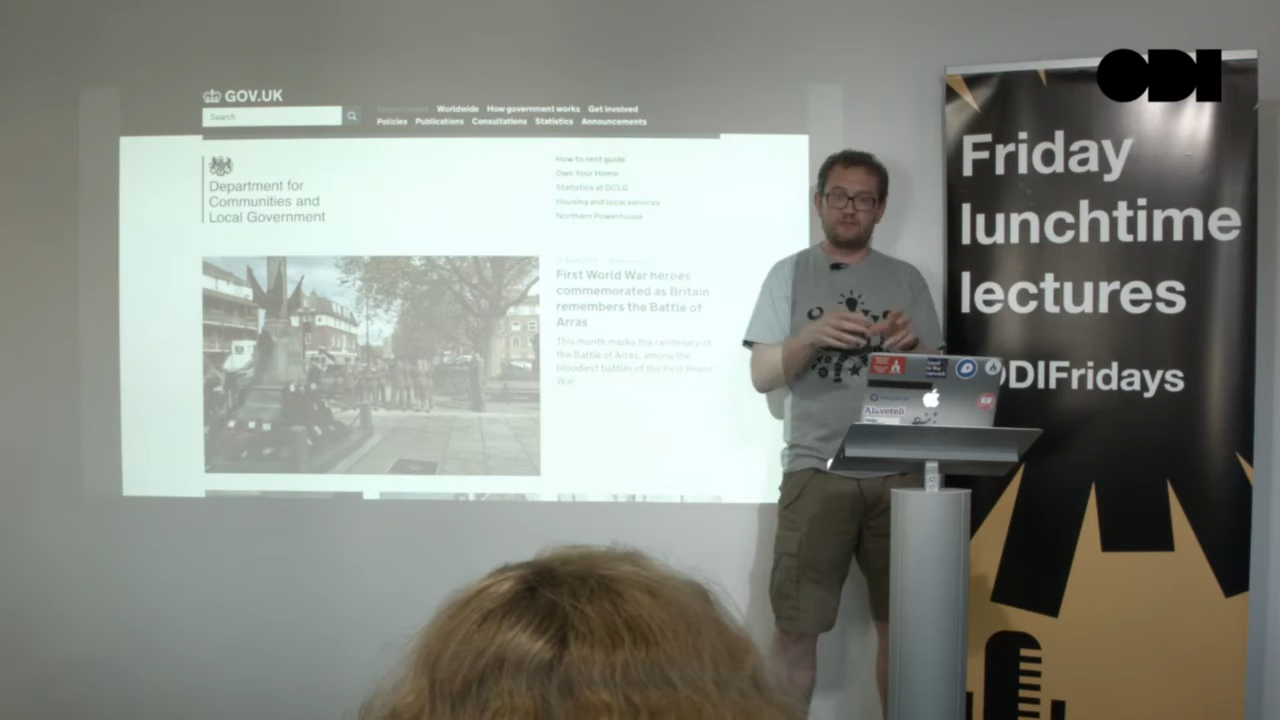 GOV.UK
Search
Departments Worldwide How government works Get involved
Policies Publications Consultations Statistics Announcements
Department for
Communities and
Local Government
How to rent guide
Own Your Home
Statistics at DCLG
Housing and local services
Northern Powerhouse
First World War heroes
commemorated as Britain
remembers the Battle of
Arras
This month marks the centenary of
the Battle of Arras, among the
bloodiest battles of the First World
War
ODI
Friday
lunchtime
lectures
DDIFridays
Alaveteli